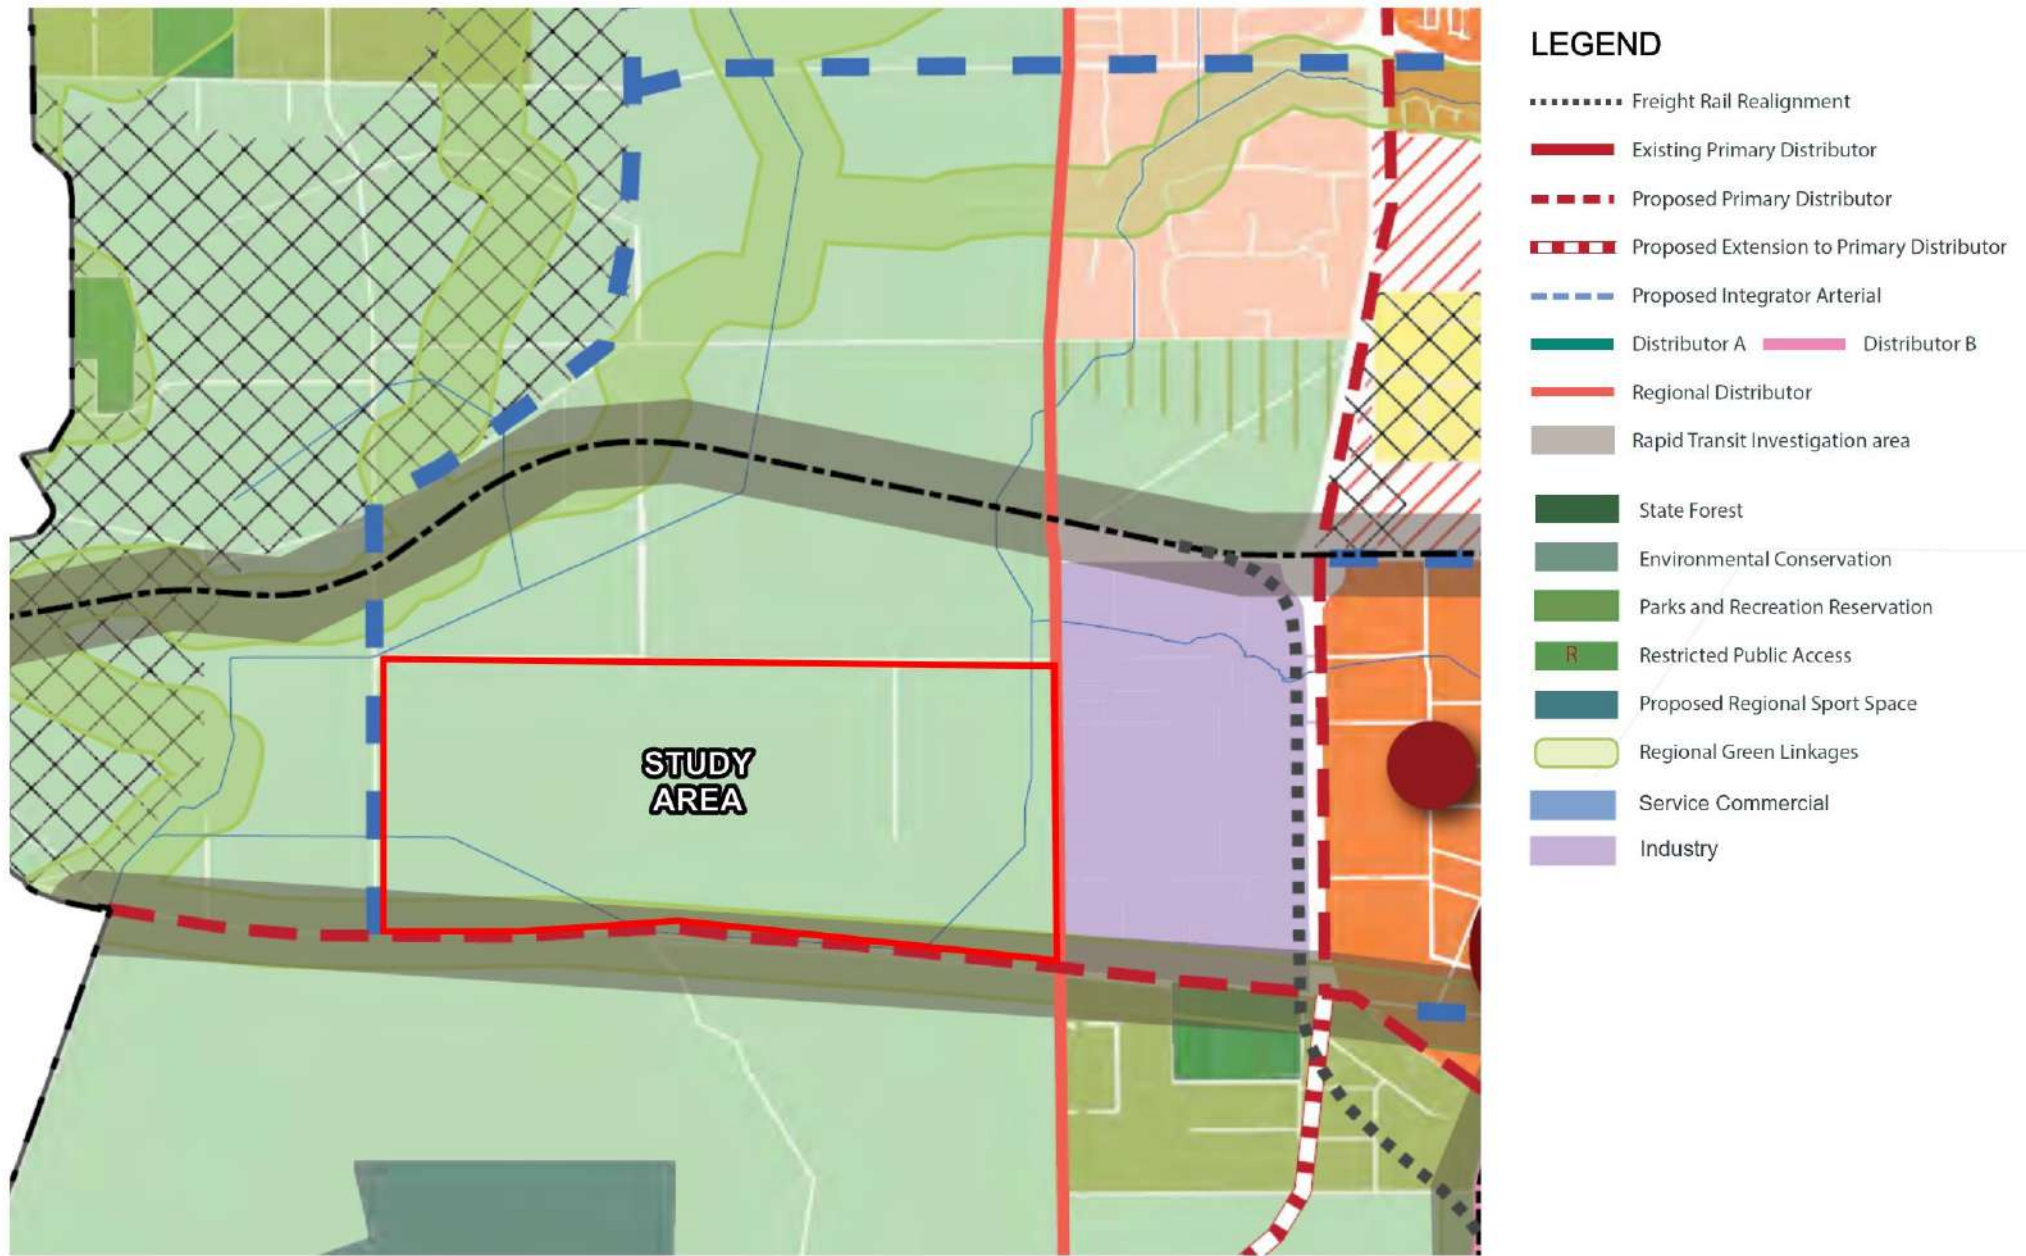 LEGEND
Freight Rail Realignment
Existing Primary Distributor
Proposed Primary Distributor
Proposed Extension to Primary Distributor
Proposed Integrator Arterial
Distributor A Distributor B
Regional Distributor
Rapid Transit Investigation area
State Forest
Environmental Conservation
Parks and Recreation Reservation
R Restricted Public Access
Proposed Regional Sport Space
Regional Green Linkages
Service Commercial
Industry
STUDY
AREA